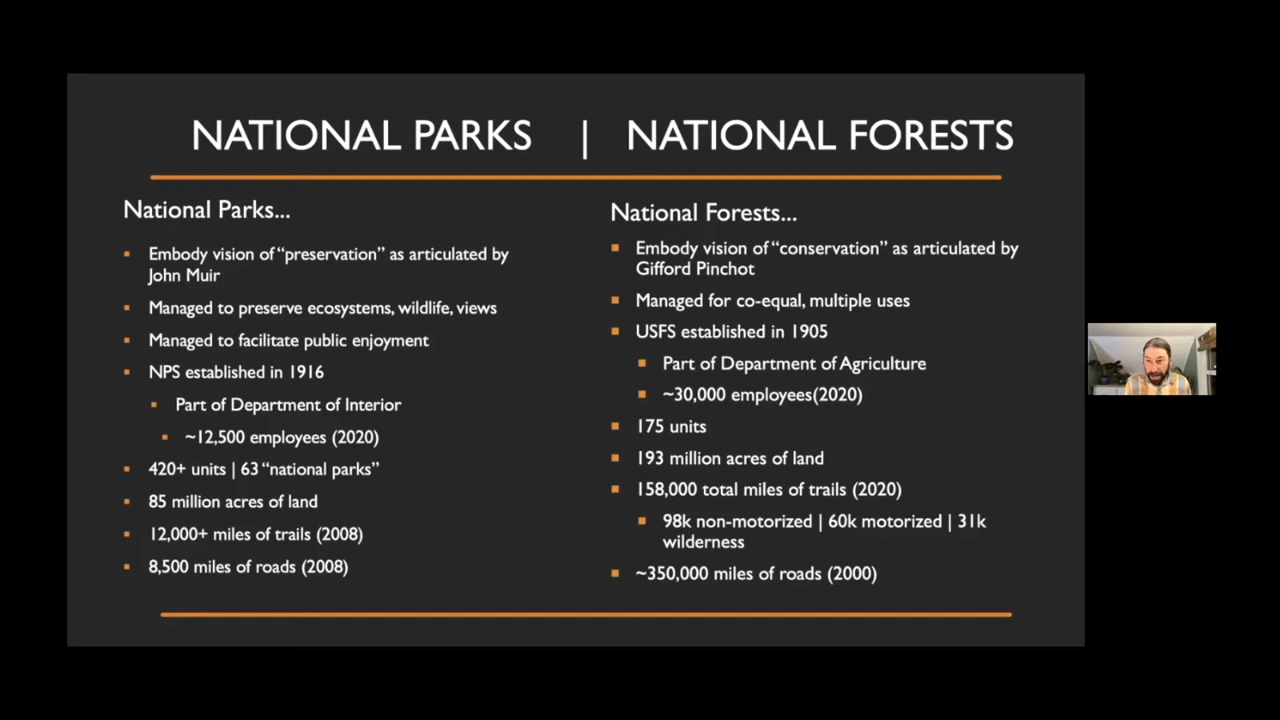 NATIONAL PARKS | NATIONAL FORESTS
National Parks...
Embody vision of “preservation” as articulated by
John Muir
Managed to preserve ecosystems, wildlife, views
Managed to facilitate public enjoyment
NPS established in 1916
Part of Department of Interior
~12,500 employees (2020)
420+ units | 63 “national parks”
85 million acres of land
12,000+ miles of trails (2008)
8,500 miles of roads (2008)
National Forests...
Embody vision of “conservation” as articulated by
Gifford Pinchot
Managed for co-equal, multiple uses
USFS established in 1905
Part of Department of Agriculture
~30,000 employees(2020)
175 units
193 million acres of land
158,000 total miles of trails (2020)
98k non-motorized | 60k motorized | 31k
wilderness
~350,000 miles of roads (2000)